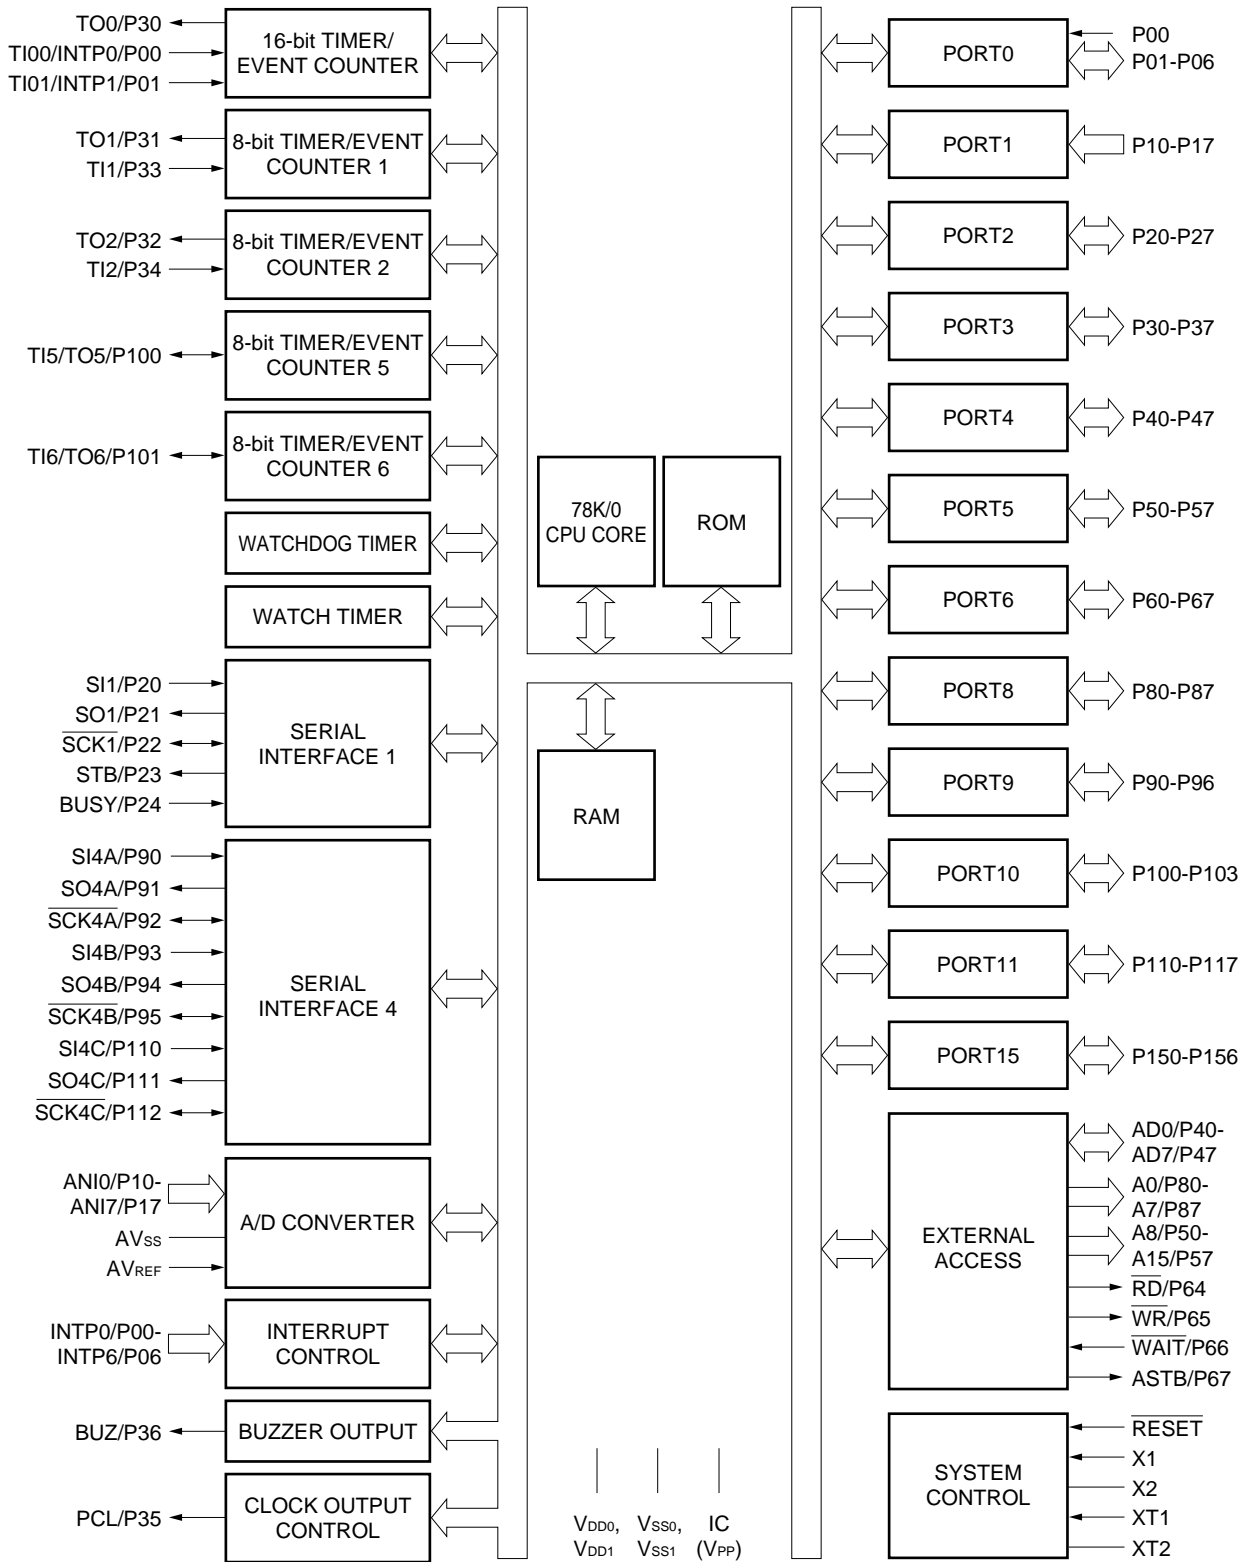 TO0/P30
TI00/INTP0/P00
TI01/INTP1/P01
16-bit TIMER/
EVENT COUNTER
TO1/P31
TI1/P33
8-bit TIMER/EVENT
COUNTER 1
TO2/P32
TI2/P34
8-bit TIMER/EVENT
COUNTER 2
TI5/TO5/P100
8-bit TIMER/EVENT
COUNTER 5
TI6/TO6/P101
8-bit TIMER/EVENT
COUNTER 6
WATCHDOG TIMER
WATCH TIMER
SI1/P20
SO1/P21
SCK1/P22
STB/P23
BUSY/P24
SERIAL
INTERFACE 1
SI4A/P90
SO4A/P91
SCK4A/P92
SI4B/P93
SO4B/P94
SCK4B/P95
SI4C/P110
SO4C/P111
SCK4C/P112
SERIAL
INTERFACE 4
ANI0/P10-
ANI7/P17
AVSS
AVREF
A/D CONVERTER
INTP0/P00-
INTP6/P06
INTERRUPT
CONTROL
BUZ/P36
BUZZER OUTPUT
PCL/P35
CLOCK OUTPUT
CONTROL
78K/0
CPU CORE
ROM
RAM
VDD0,
VDD1
VSS0,
VSS1
IC
(VPP)
PORT0
P00
P01-P06
PORT1
P10-P17
PORT2
P20-P27
PORT3
P30-P37
PORT4
P40-P47
PORT5
P50-P57
PORT6
P60-P67
PORT8
P80-P87
PORT9
P90-P96
PORT10
P100-P103
PORT11
P110-P117
PORT15
P150-P156
EXTERNAL
ACCESS
AD0/P40-
AD7/P47
A0/P80-
A7/P87
A8/P50-
A15/P57
RD/P64
WR/P65
WAIT/P66
ASTB/P67
SYSTEM
CONTROL
RESET
X1
X2
XT1
XT2